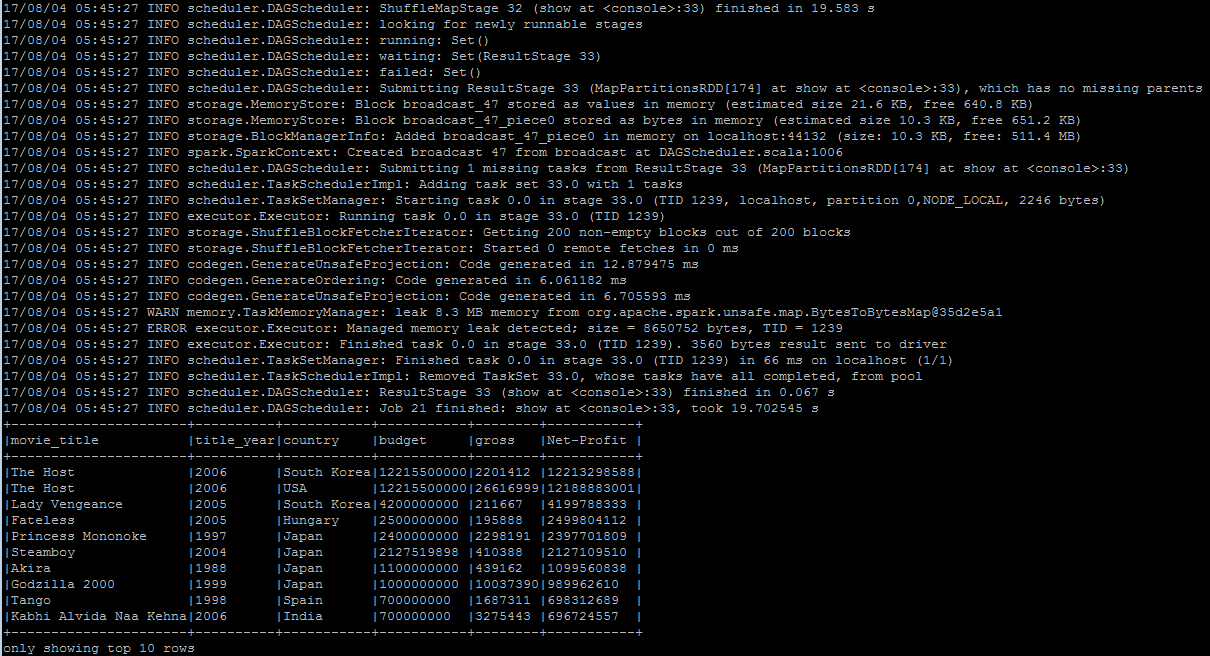 17/08/04 05:45:27 INFO scheduler.DAGScheduler: ShuffleMapStage 32 (show at <console>:33) finished in 19.583 s
17/08/04 05:45:27 INFO scheduler.DAGScheduler: looking for newly runnable stages
17/08/04 05:45:27 INFO scheduler.DAGScheduler: running: Set()
17/08/04 05:45:27 INFO scheduler.DAGScheduler: waiting: Set(ResultStage 33)
17/08/04 05:45:27 INFO scheduler.DAGScheduler: failed: Set()
17/08/04 05:45:27 INFO scheduler.DAGScheduler: Submitting ResultStage 33 (MapPartitionsRDD[174] at show at <console>:33), which has no missing parents
17/08/04 05:45:27 INFO storage.MemoryStore: Block broadcast_47 stored as values in memory (estimated size 21.6 KB, free 640.8 KB)
17/08/04 05:45:27 INFO storage.MemoryStore: Block broadcast_47_piece0 stored as bytes in memory (estimated size 10.3 KB, free 651.2 KB)
17/08/04 05:45:27 INFO storage.BlockManagerInfo: Added broadcast_47_piece0 in memory on localhost:44132 (size: 10.3 KB, free: 511.4 MB)
17/08/04 05:45:27 INFO spark.SparkContext: Created broadcast 47 from broadcast at DAGScheduler.scala:1006
17/08/04 05:45:27 INFO scheduler.DAGScheduler: Submitting 1 missing tasks from ResultStage 33 (MapPartitionsRDD[174] at show at <console>:33)
17/08/04 05:45:27 INFO scheduler.TaskSchedulerImpl: Adding task set 33.0 with 1 tasks
17/08/04 05:45:27 INFO scheduler.TaskSetManager: Starting task 0.0 in stage 33.0 (TID 1239, localhost, partition 0,NODE_LOCAL, 2246 bytes)
17/08/04 05:45:27 INFO executor.Executor: Running task 0.0 in stage 33.0 (TID 1239)
17/08/04 05:45:27 INFO storage.ShuffleBlockFetcherIterator: Getting 200 non-empty blocks out of 200 blocks
17/08/04 05:45:27 INFO storage.ShuffleBlockFetcherIterator: Started 0 remote fetches in 0 ms
17/08/04 05:45:27 INFO codegen.GenerateUnsafeProjection: Code generated in 12.879475 ms
17/08/04 05:45:27 INFO codegen.GenerateOrdering: Code generated in 6.061182 ms
17/08/04 05:45:27 INFO codegen.GenerateUnsafeProjection: Code generated in 6.705593 ms
17/08/04 05:45:27 WARN memory.TaskMemoryManager: leak 8.3 MB memory from org.apache.spark.unsafe.map.BytesToBytesMap@35d2e5a1
17/08/04 05:45:27 ERROR executor.Executor: Managed memory leak detected; size = 8650752 bytes, TID = 1239
17/08/04 05:45:27 INFO executor.Executor: Finished task 0.0 in stage 33.0 (TID 1239). 3560 bytes result sent to driver
17/08/04 05:45:27 INFO scheduler.TaskSetManager: Finished task 0.0 in stage 33.0 (TID 1239) in 66 ms on localhost (1/1)
17/08/04 05:45:27 INFO scheduler.TaskSchedulerImpl: Removed TaskSet 33.0, whose tasks have all completed, from pool
17/08/04 05:45:27 INFO scheduler.DAGScheduler: ResultStage 33 (show at <console>:33) finished in 0.067 s
17/08/04 05:45:27 INFO scheduler.DAGScheduler: Job 21 finished: show at <console>:33, took 19.702545 s
+----------------------+----------+-----------+-----------+--------+-----------+
|movie_title           |title_year|country    |budget     |gross   |Net-Profit |
+----------------------+----------+-----------+-----------+--------+-----------+
|The Host              |2006      |South Korea|12215500000|2201412 |12213298588|
|The Host              |2006      |USA        |12215500000|26616999|12188883001|
|Lady Vengeance        |2005      |South Korea|4200000000 |211667  |4199788333 |
|Fateless              |2005      |Hungary    |2500000000 |195888  |2499804112 |
|Princess Mononoke     |1997      |Japan      |2400000000 |2298191 |2397701809 |
|Steamboy              |2004      |Japan      |2127519898 |410388  |2127109510 |
|Akira                 |1988      |Japan      |1100000000 |439162  |1099560838 |
|Godzilla 2000         |1999      |Japan      |1000000000 |10037390|989962610  |
|Tango                 |1998      |Spain      |700000000  |1687311 |698312689  |
|Kabhi Alvida Naa Kehna|2006      |India      |700000000  |3275443 |696724557  |
+----------------------+----------+-----------+-----------+--------+-----------+
only showing top 10 rows